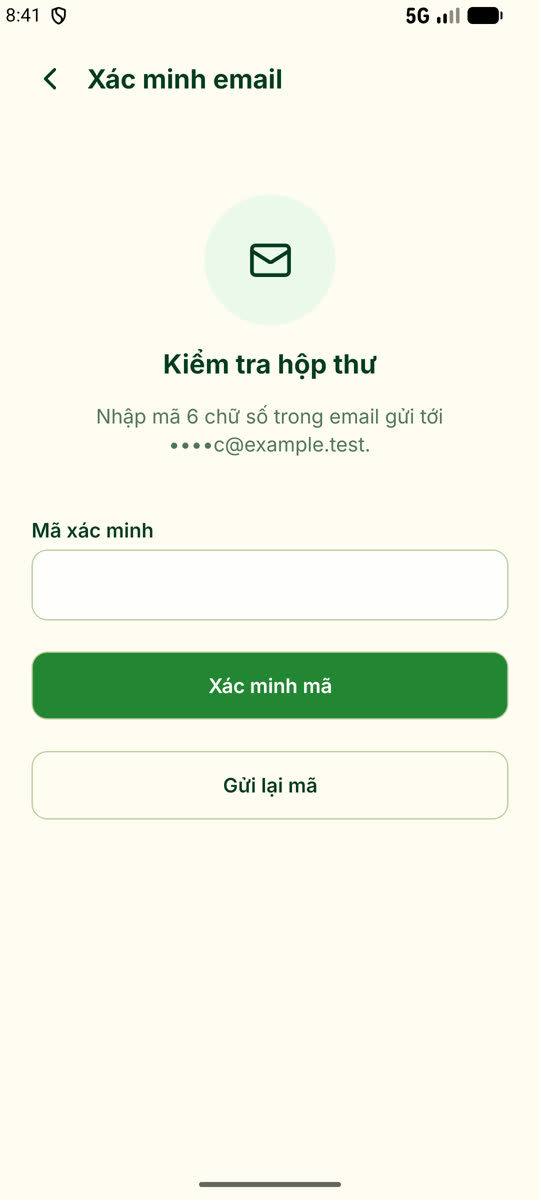 8:41
5G
Xác minh email
Kiểm tra hộp thư
Nhập mã 6 chữ số trong email gửi tới
••••c@example.test.
Mã xác minh
Xác minh mã
Gửi lại mã